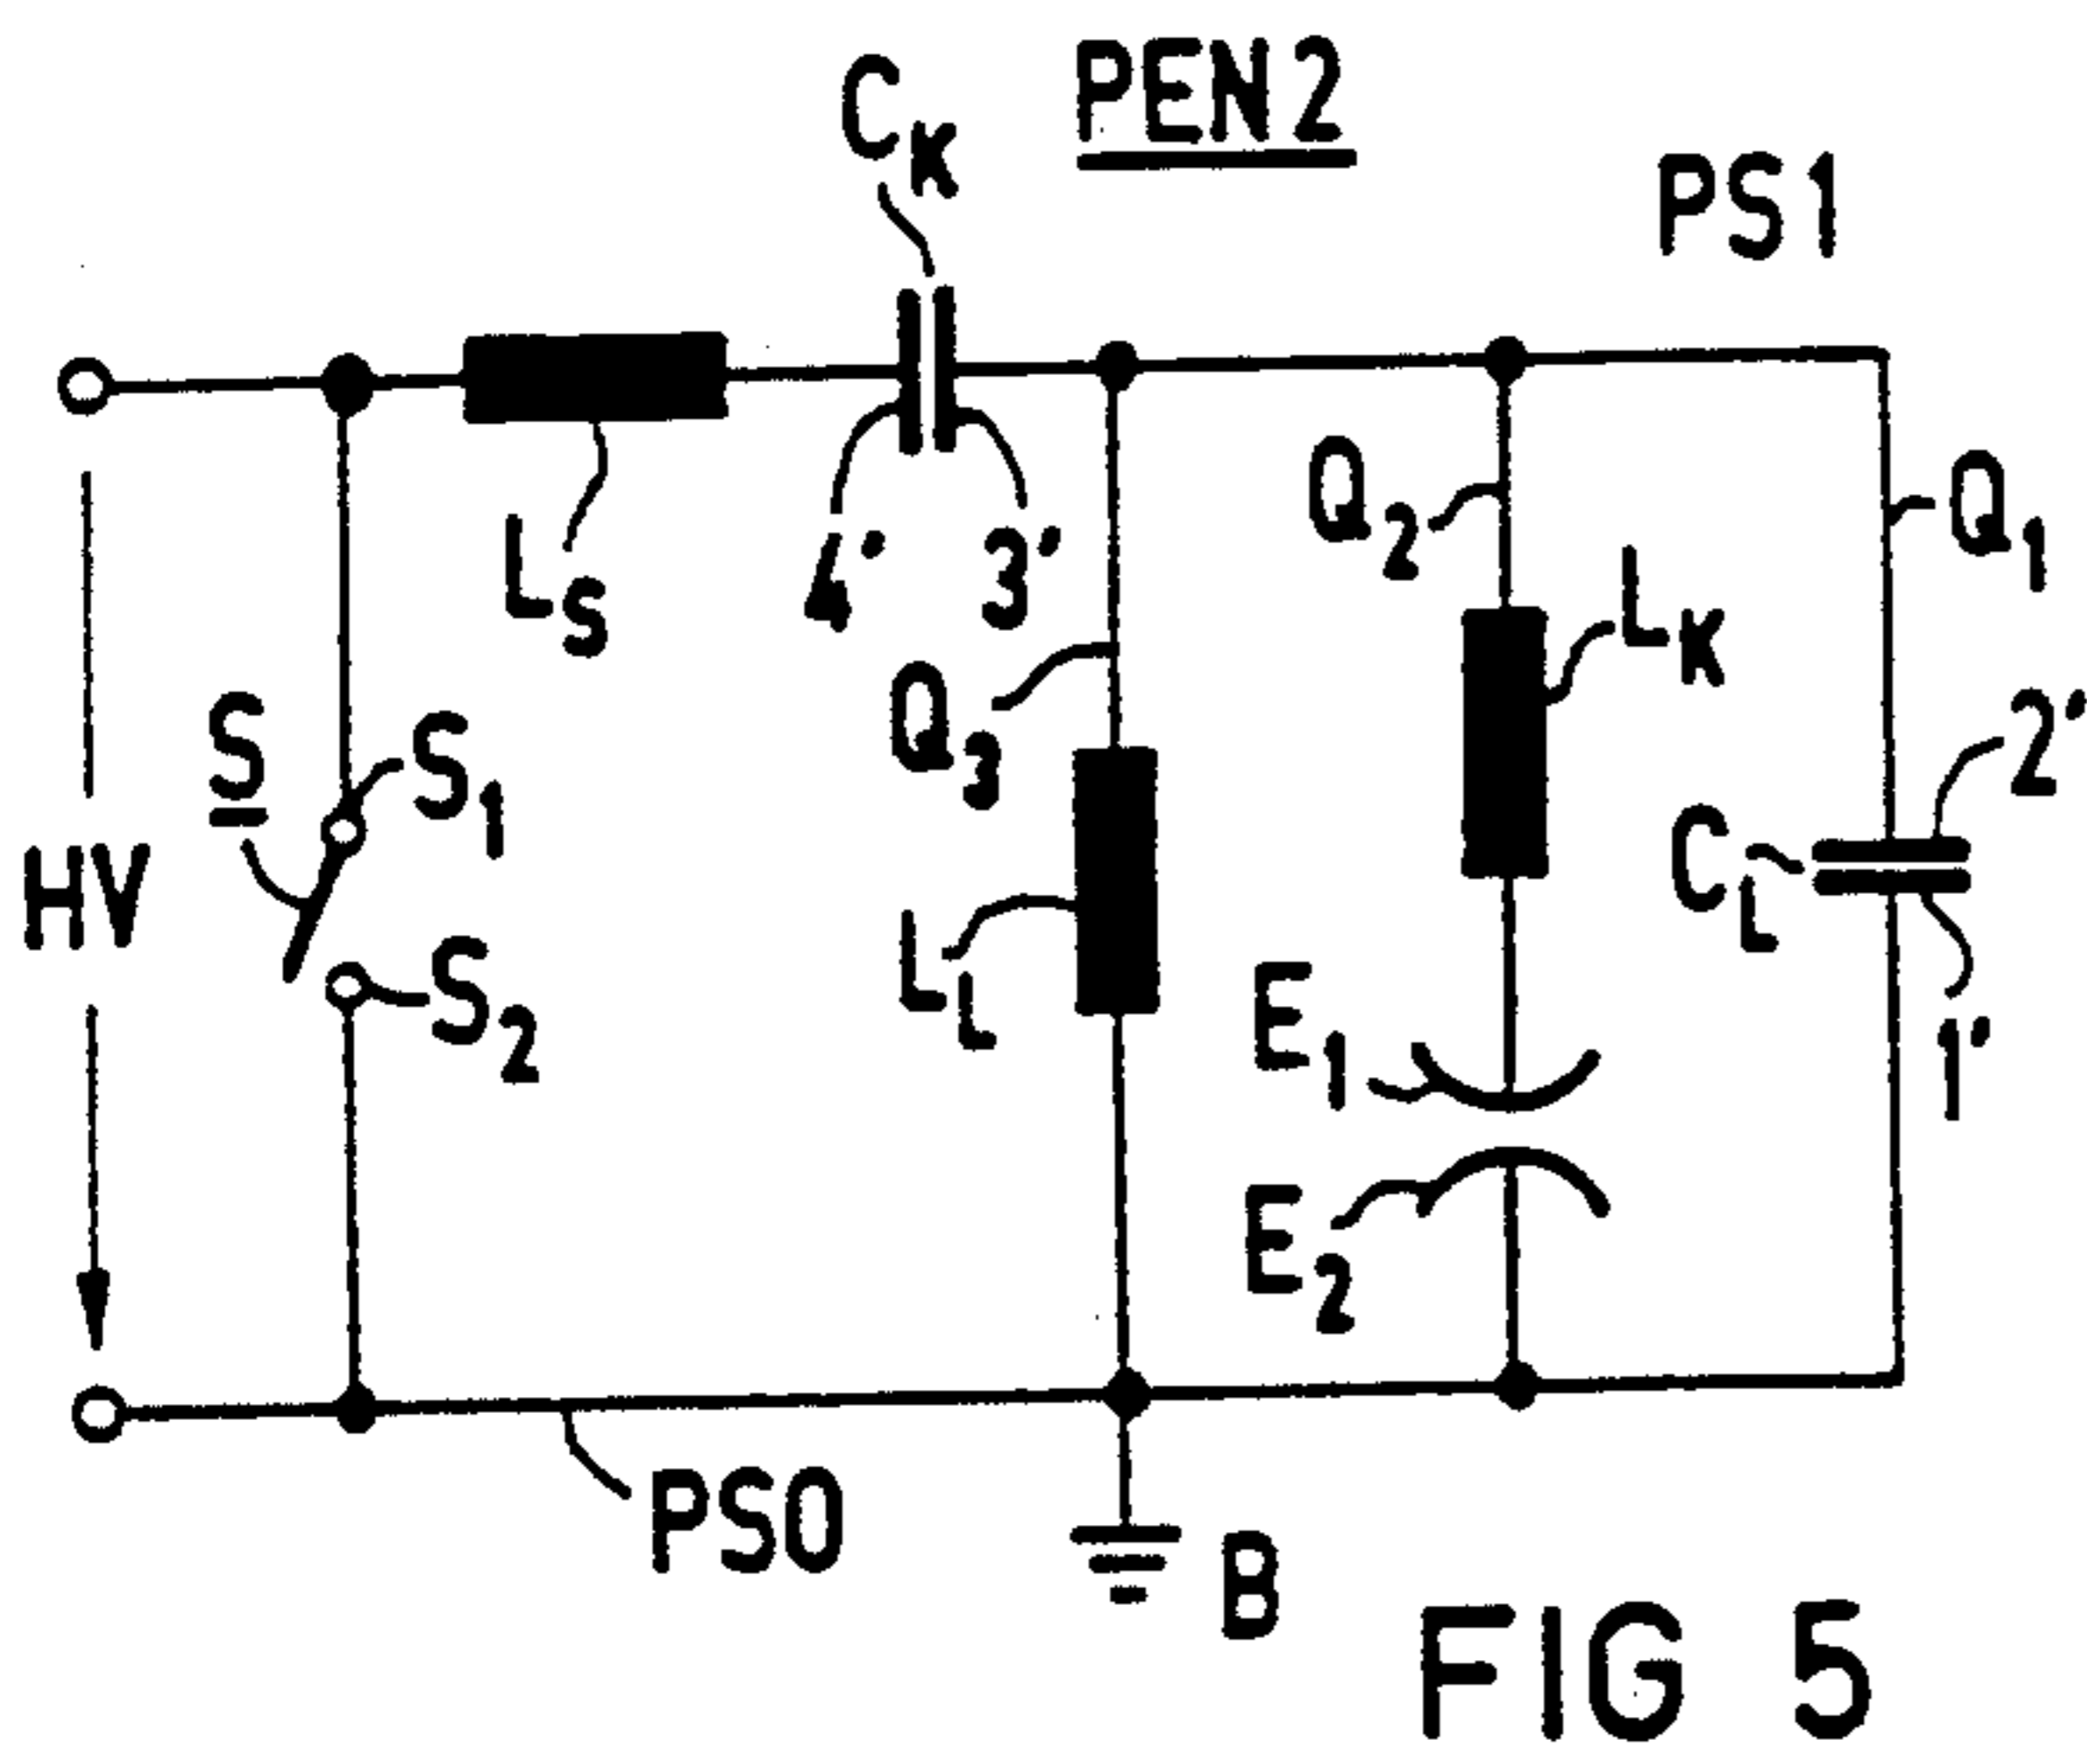 PEN2
C_K
PS1
L_S
4'
3'
Q_2
Q_1
L_K
Q_3
2'
S
S_1
HV
C_L
L_L
S_2
E_1
1'
E_2
PS0
B
FIG 5